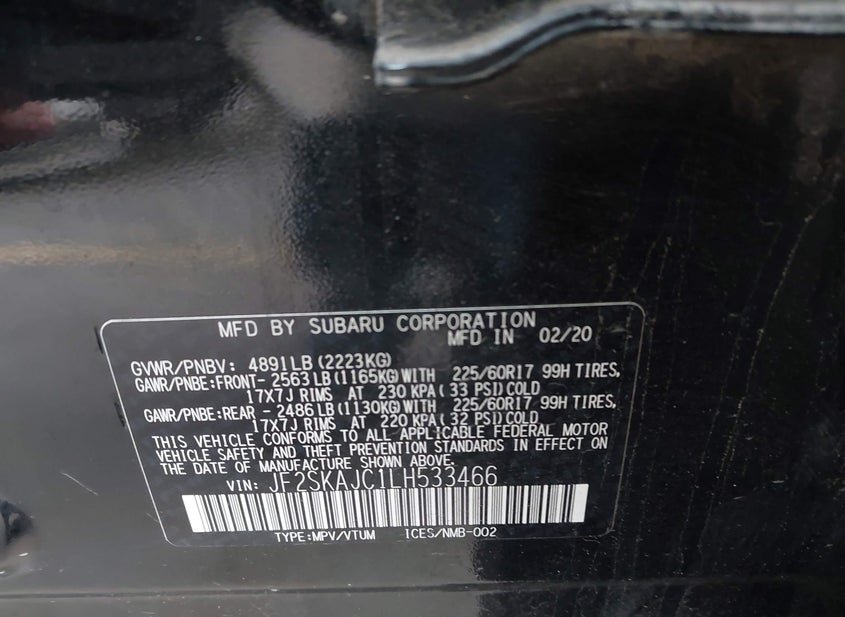 MFD BY SUBARU CORPORATION
MFD IN 02/20
GVWR/PNBV: 4891LB (2223KG)
GAWR/PNBE:FRONT- 2563LB (1165KG) WITH 225/60R17 99H TIRES,
17X7J RIMS AT 230 KPA (33 PSI) COLD
GAWR/PNBE:REAR - 2486LB (1130KG) WITH 225/60R17 99H TIRES,
17X7J RIMS AT 220 KPA (32 PSI) COLD
THIS VEHICLE CONFORMS TO ALL APPLICABLE FEDERAL MOTOR
VEHICLE SAFETY AND THEFT PREVENTION STANDARDS IN EFFECT ON
THE DATE OF MANUFACTURE SHOWN ABOVE.
VIN: JF2SKAJC1LH533466
TYPE:MPV/VTUM ICES/NMB-002